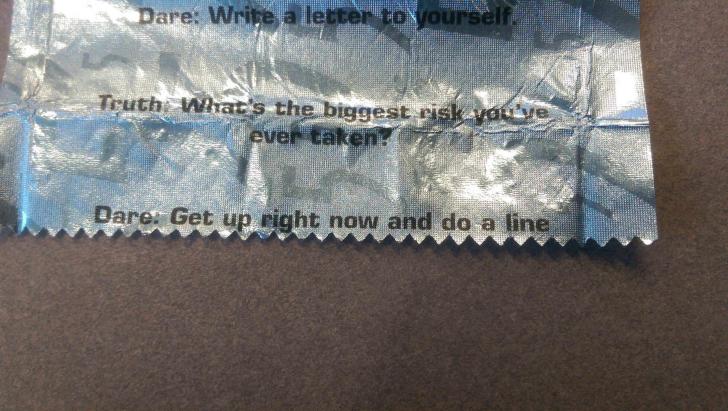 Dare: Write a letter to yourself.
Truth: What's the biggest risk you've
ever taken?
Dare: Get up right now and do a line